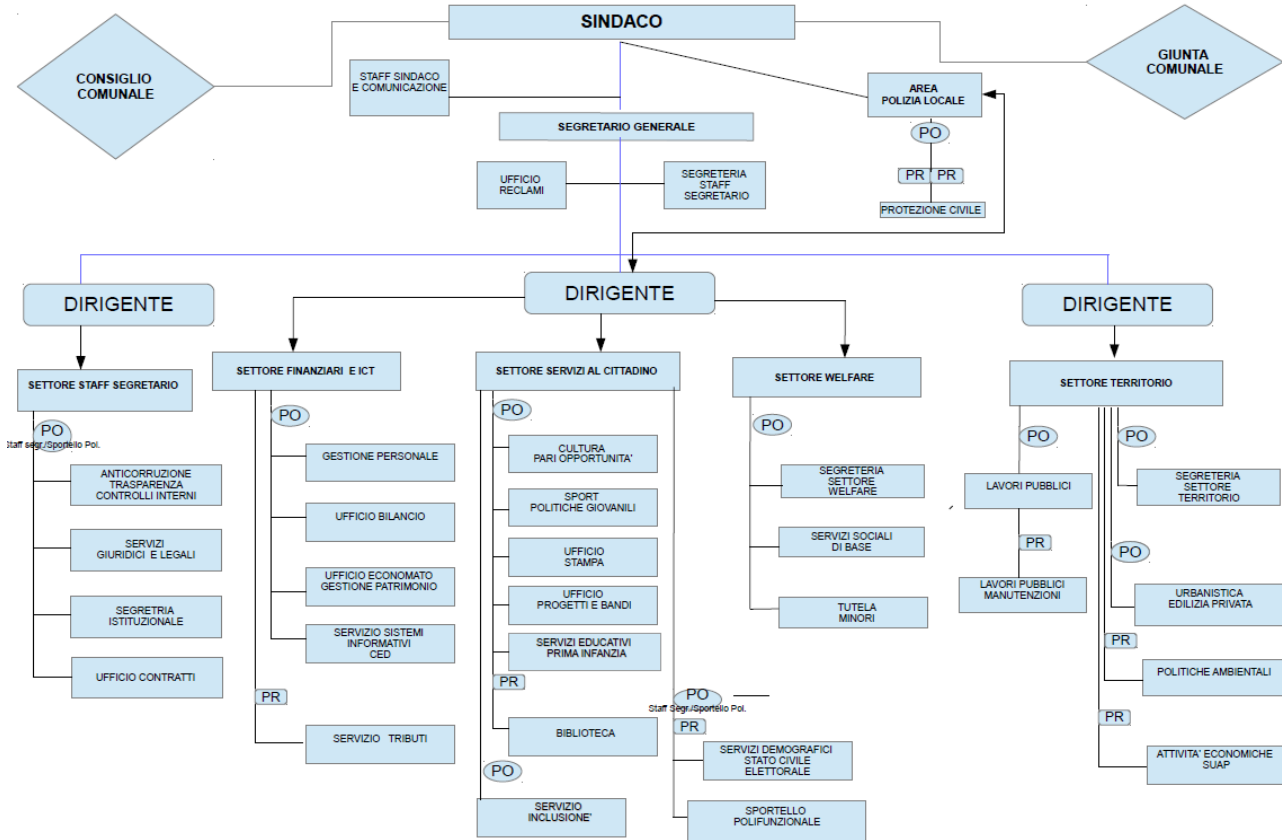 SINDACO
CONSIGLIO
COMUNALE
GIUNTA
COMUNALE
STAFF SINDACO
E COMUNICAZIONE
AREA
POLIZIA LOCALE
SEGRETARIO GENERALE
PO
UFFICIO
RECLAMI
SEGRETERIA
STAFF
SEGRETARIO
PR
PR
PROTEZIONE CIVILE
DIRIGENTE
DIRIGENTE
DIRIGENTE
SETTORE STAFF SEGRETARIO
PO
Staff segr./Sportello Pol.
ANTICORRUZIONE
TRASPARENZA
CONTROLLI INTERNI
SERVIZI
GIURIDICI E LEGALI
SEGRETRIA
ISTITUZIONALE
UFFICIO CONTRATTI
SETTORE FINANZIARI E ICT
PO
GESTIONE PERSONALE
UFFICIO BILANCIO
UFFICIO ECONOMATO
GESTIONE PATRIMONIO
SERVIZIO SISTEMI
INFORMATIVI
CED
PR
SERVIZIO TRIBUTI
SETTORE SERVIZI AL CITTADINO
PO
CULTURA
PARI OPPORTUNITA'
SPORT
POLITICHE GIOVANILI
UFFICIO
STAMPA
UFFICIO
PROGETTI E BANDI
SERVIZI EDUCATIVI
PRIMA INFANZIA
PR
BIBLIOTECA
PO
SERVIZIO
INCLUSIONE'
PO
Staff Segr./Sportello Pol.
PR
SERVIZI DEMOGRAFICI
STATO CIVILE
ELETTORALE
SPORTELLO
POLIFUNZIONALE
SETTORE WELFARE
PO
SEGRETERIA
SETTORE
WELFARE
SERVIZI SOCIALI
DI BASE
TUTELA
MINORI
SETTORE TERRITORIO
PO
LAVORI PUBBLICI
PR
LAVORI PUBBLICI
MANUTENZIONI
PO
SEGRETERIA
SETTORE
TERRITORIO
PO
URBANISTICA
EDILIZIA PRIVATA
PR
POLITICHE AMBIENTALI
PR
ATTIVITA' ECONOMICHE
SUAP